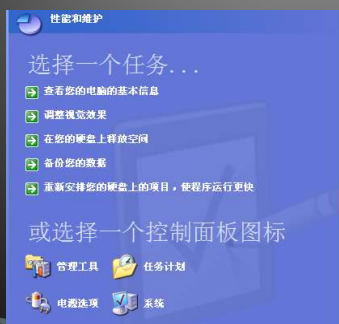 性能和维护
选择一个任务...
查看您的电脑的基本信息
调整视觉效果
在您的硬盘上释放空间
备份您的数据
重新安排您的硬盘上的项目，使程序运行更快
或选择一个控制面板图标
管理工具 任务计划
电源选项 系统